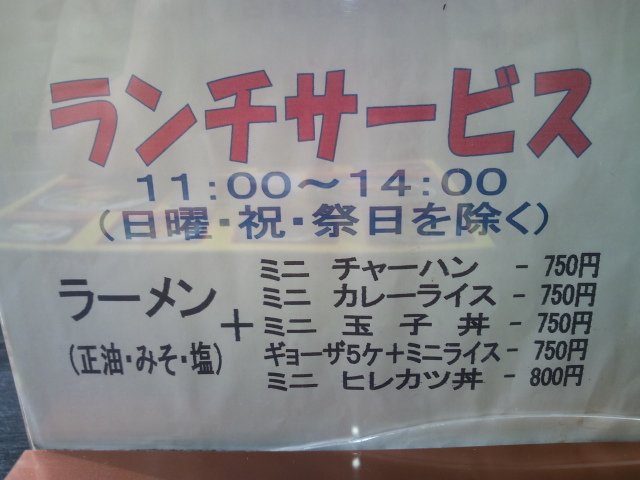 ランチサービス
11:00～14:00
(日曜・祝・祭日を除く)
ラーメン
(正油・みそ・塩)
+
ミニ チャーハン - 750円
ミニ カレーライス - 750円
ミニ 玉子丼 - 750円
ギョーザ5ケ+ミニライス - 750円
ミニ ヒレカツ丼 - 800円